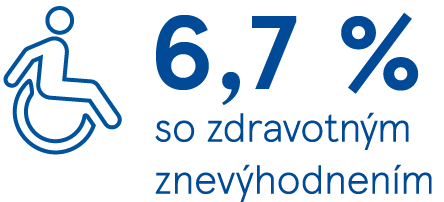 6,7 %
so zdravotným
znevýhodnením